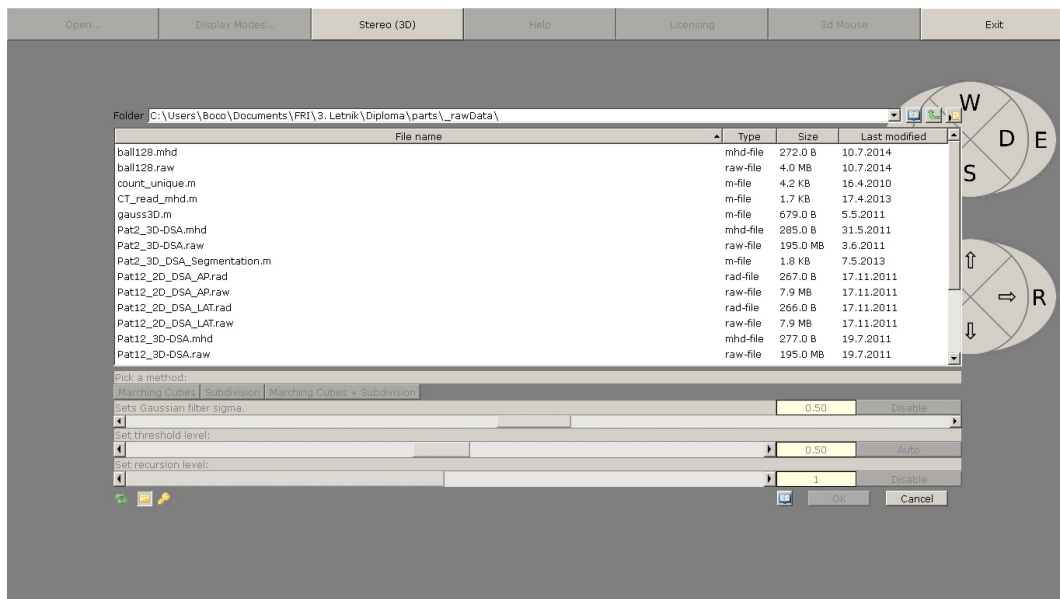 Open... Display Modes... Stereo (3D) Help Licensing 3d Mouse Exit
Folder C:\Users\Boco\Documents\FRI\3. Letnik\Diploma\parts\_rawData\
W
D E
S
File name Type Size Last modified
ball128.mhd mhd-file 272.0 B 10.7.2014
ball128.raw raw-file 4.0 MB 10.7.2014
count_unique.m m-file 4.2 KB 16.4.2010
CT_read_mhd.m m-file 1.7 KB 17.4.2013
gauss3D.m m-file 679.0 B 5.5.2011
Pat2_3D-DSA.mhd mhd-file 285.0 B 31.5.2011
Pat2_3D-DSA.raw raw-file 195.0 MB 3.6.2011
Pat2_3D_DSA_Segmentation.m m-file 1.8 KB 7.5.2013
Pat12_2D_DSA_AP.rad rad-file 267.0 B 17.11.2011
Pat12_2D_DSA_AP.raw raw-file 7.9 MB 17.11.2011
Pat12_2D_DSA_LAT.rad rad-file 266.0 B 17.11.2011
Pat12_2D_DSA_LAT.raw raw-file 7.9 MB 17.11.2011
Pat12_3D-DSA.mhd mhd-file 277.0 B 19.7.2011
Pat12_3D-DSA.raw raw-file 195.0 MB 19.7.2011
⇧
⇨ R
⇩
Pick a method:
Marching Cubes Subdivision Marching Cubes + Subdivision
Sets Gaussian filter sigma. 0.50 Disable
Set threshold level:
0.50 Auto
Set recursion level:
1 Disable
OK Cancel